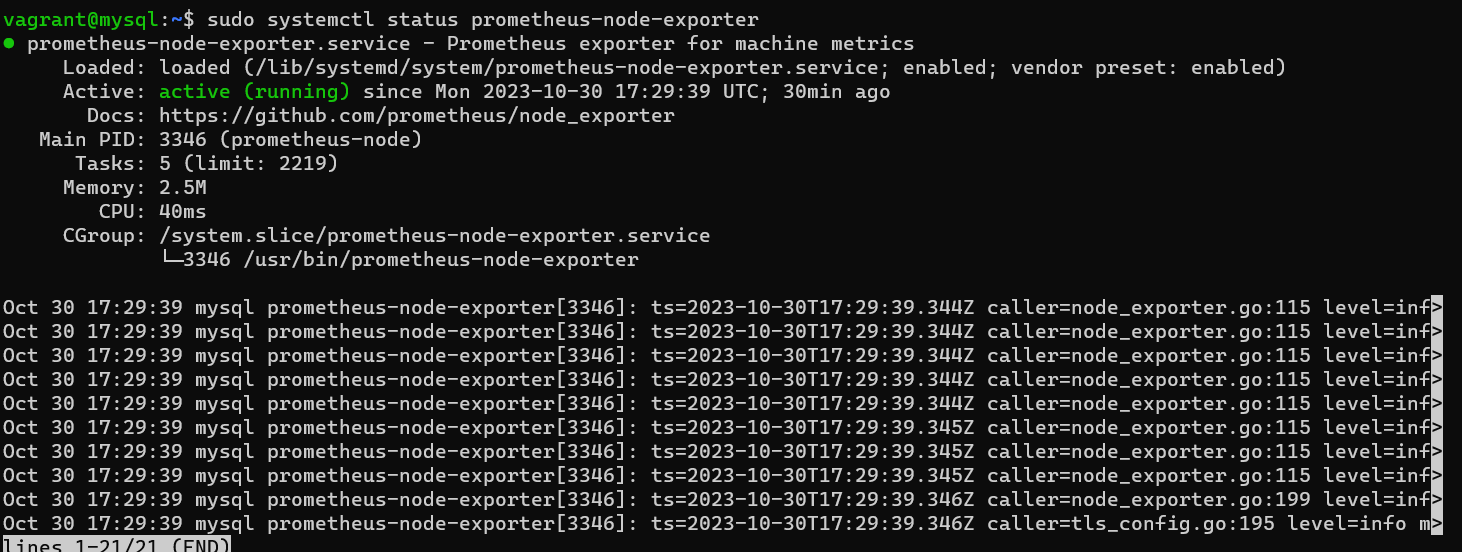 vagrant@mysql:~$ sudo systemctl status prometheus-node-exporter
● prometheus-node-exporter.service - Prometheus exporter for machine metrics
Loaded: loaded (/lib/systemd/system/prometheus-node-exporter.service; enabled; vendor preset: enabled)
Active: active (running) since Mon 2023-10-30 17:29:39 UTC; 30min ago
Docs: https://github.com/prometheus/node_exporter
Main PID: 3346 (prometheus-node)
Tasks: 5 (limit: 2219)
Memory: 2.5M
CPU: 40ms
CGroup: /system.slice/prometheus-node-exporter.service
└─3346 /usr/bin/prometheus-node-exporter
Oct 30 17:29:39 mysql prometheus-node-exporter[3346]: ts=2023-10-30T17:29:39.344Z caller=node_exporter.go:115 level=inf>
Oct 30 17:29:39 mysql prometheus-node-exporter[3346]: ts=2023-10-30T17:29:39.344Z caller=node_exporter.go:115 level=inf>
Oct 30 17:29:39 mysql prometheus-node-exporter[3346]: ts=2023-10-30T17:29:39.344Z caller=node_exporter.go:115 level=inf>
Oct 30 17:29:39 mysql prometheus-node-exporter[3346]: ts=2023-10-30T17:29:39.344Z caller=node_exporter.go:115 level=inf>
Oct 30 17:29:39 mysql prometheus-node-exporter[3346]: ts=2023-10-30T17:29:39.344Z caller=node_exporter.go:115 level=inf>
Oct 30 17:29:39 mysql prometheus-node-exporter[3346]: ts=2023-10-30T17:29:39.345Z caller=node_exporter.go:115 level=inf>
Oct 30 17:29:39 mysql prometheus-node-exporter[3346]: ts=2023-10-30T17:29:39.345Z caller=node_exporter.go:115 level=inf>
Oct 30 17:29:39 mysql prometheus-node-exporter[3346]: ts=2023-10-30T17:29:39.345Z caller=node_exporter.go:115 level=inf>
Oct 30 17:29:39 mysql prometheus-node-exporter[3346]: ts=2023-10-30T17:29:39.346Z caller=node_exporter.go:199 level=inf>
Oct 30 17:29:39 mysql prometheus-node-exporter[3346]: ts=2023-10-30T17:29:39.346Z caller=tls_config.go:195 level=info m>
lines 1-21/21 (END)